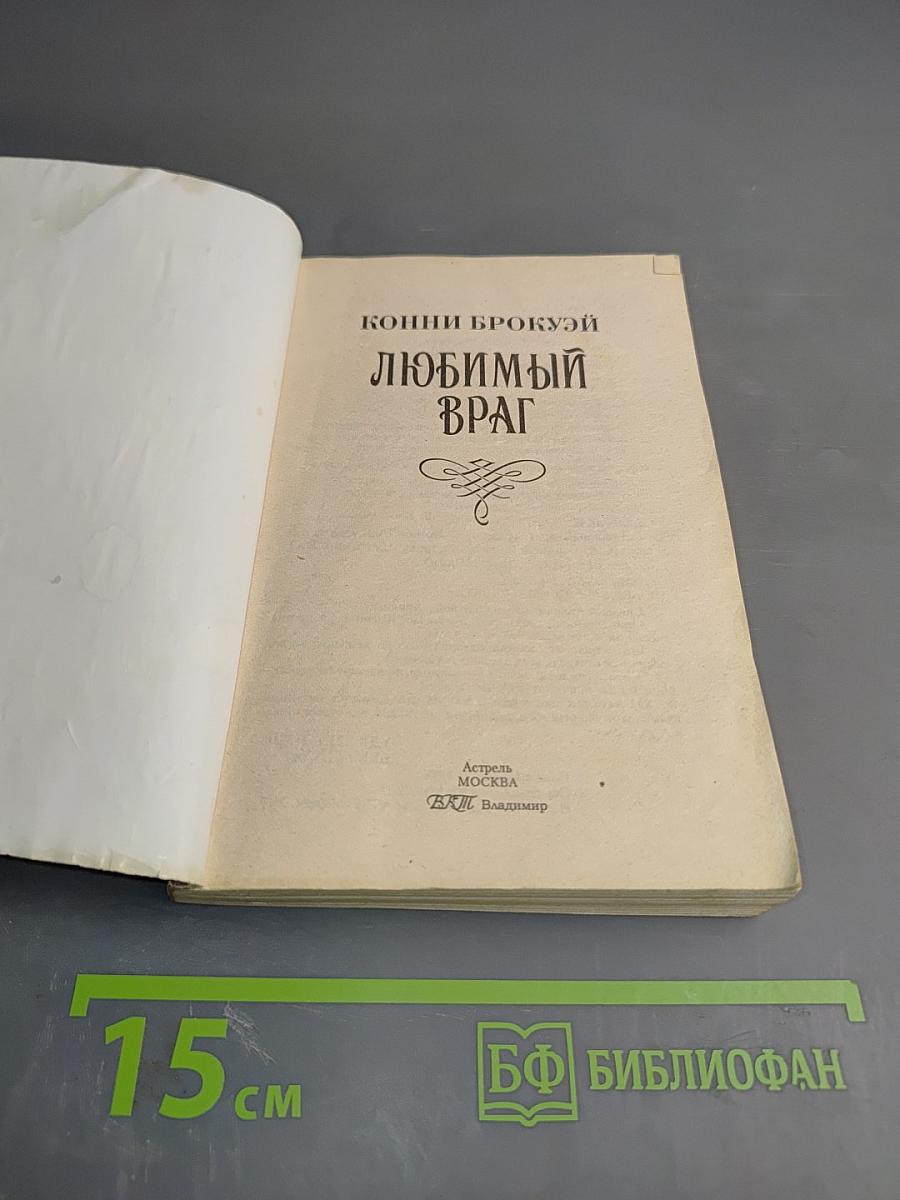 КОННИ БРОКУЭЙ
ЛЮБИМЫЙ
ВРАГ
Астрель
МОСКВА
ВКТ Владимир
15 см
БФ БИБЛИОФАН